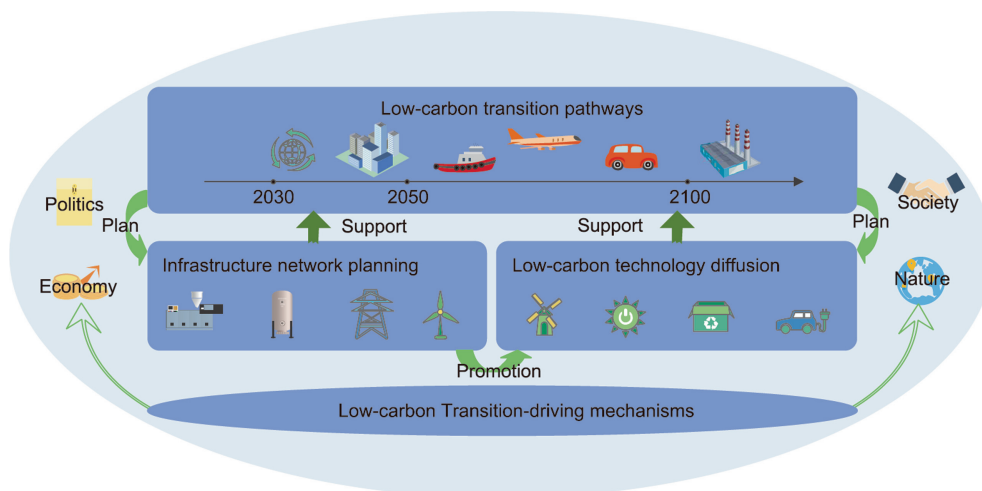 Low-carbon transition pathways
2030
2050
2100
Politics
Society
Plan
Support
Support
Plan
Infrastructure network planning
Low-carbon technology diffusion
Economy
Nature
Promotion
Low-carbon Transition-driving mechanisms